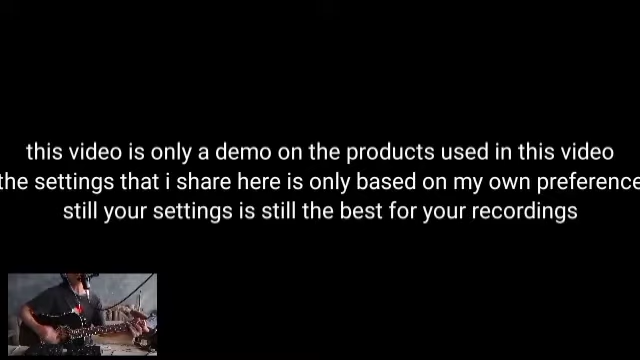 this video is only a demo on the products used in this video
the settings that i share here is only based on my own preference
still your settings is still the best for your recordings